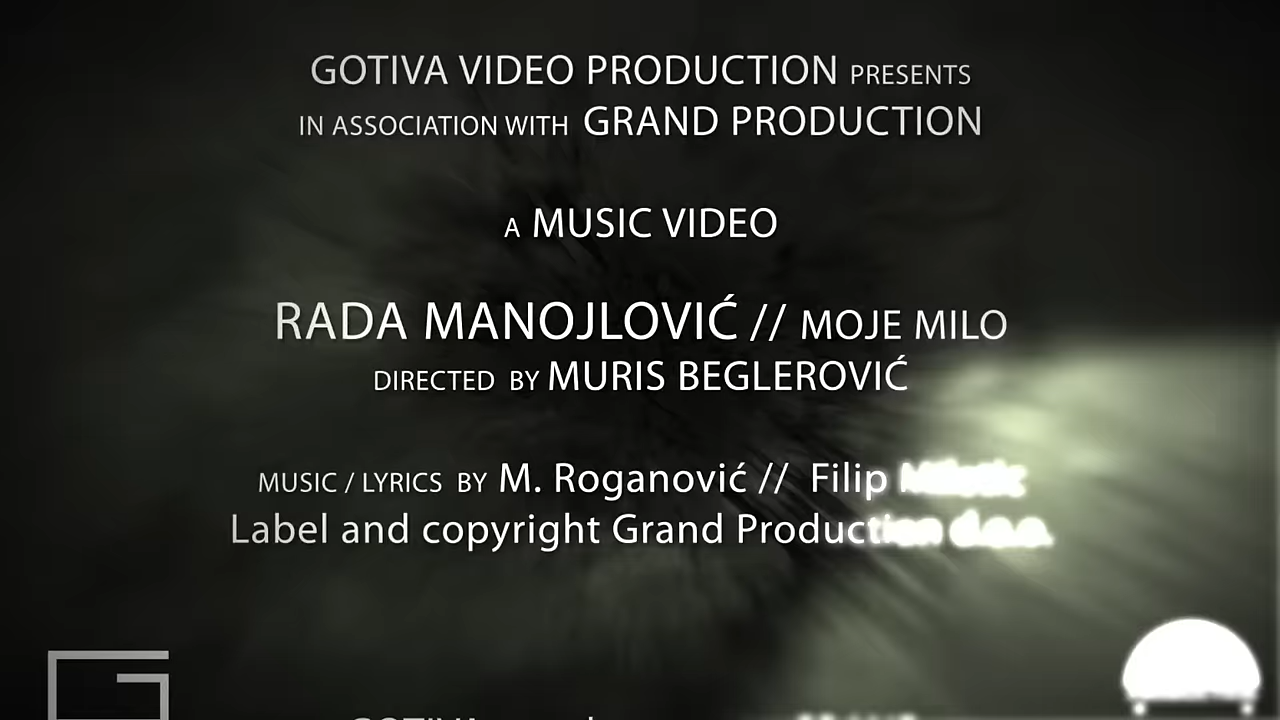 GOTIVA VIDEO PRODUCTION PRESENTS
IN ASSOCIATION WITH GRAND PRODUCTION
A MUSIC VIDEO
RADA MANOJLOVIĆ // MOJE MILO
DIRECTED BY MURIS BEGLEROVIĆ
MUSIC / LYRICS BY M. Roganović // Filip
Label and copyright Grand Production d.o.o.